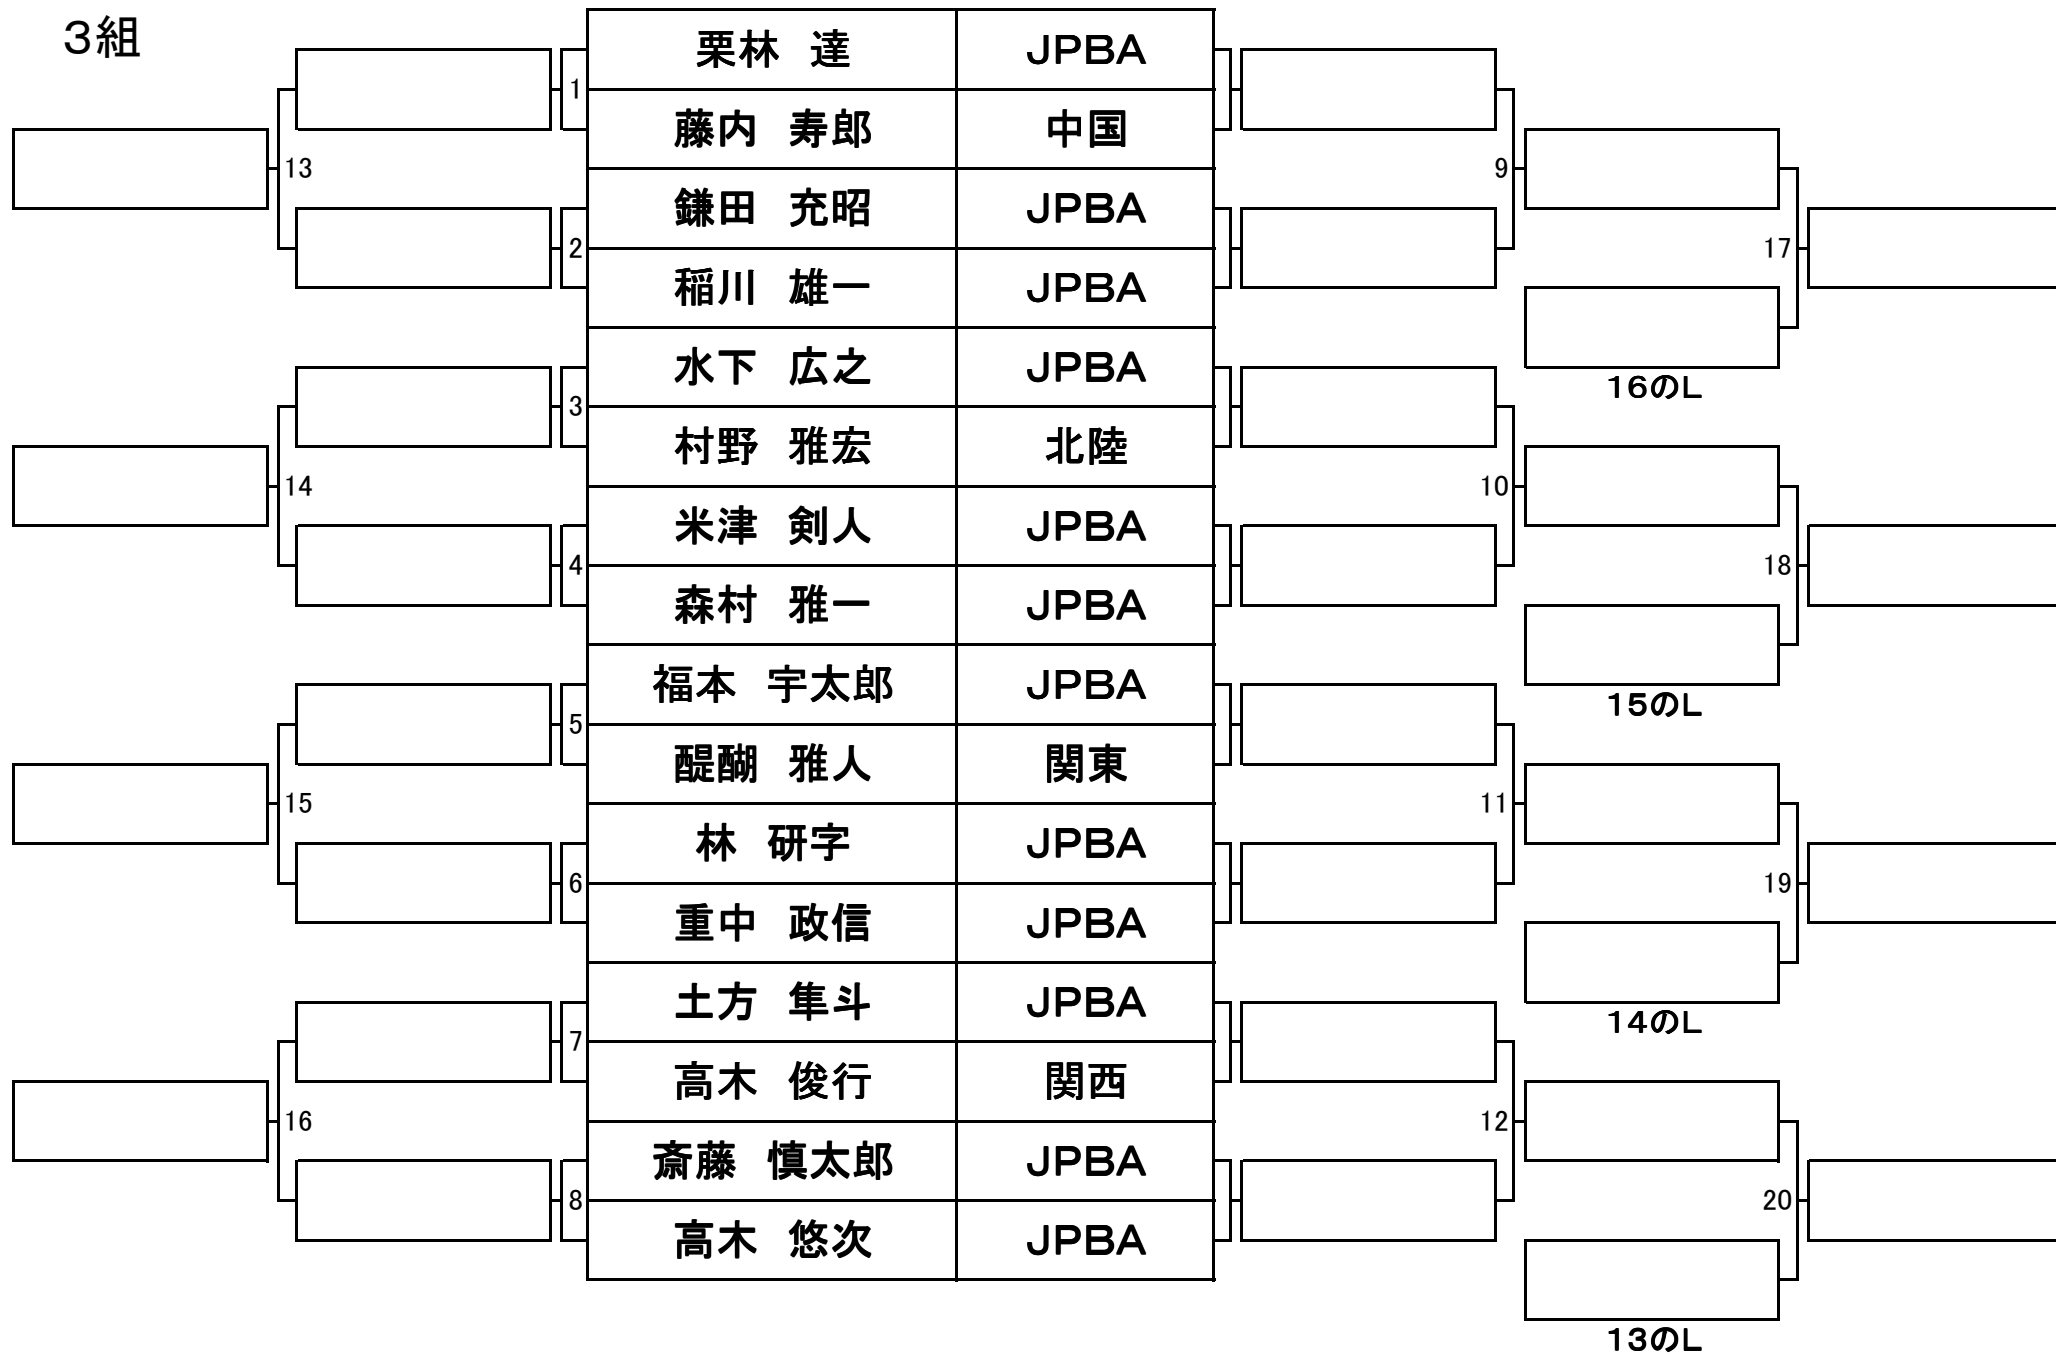 ３組
栗林　達 JPBA
1
藤内　寿郎 中国
13 9
鎌田　充昭 JPBA
2 17
稲川　雄一 JPBA
水下　広之 JPBA
16のL
3
村野　雅宏 北陸
14 10
米津　剣人 JPBA
4 18
森村　雅一 JPBA
福本　宇太郎 JPBA
15のL
5
醍醐　雅人 関東
15 11
林　研字 JPBA
6 19
重中　政信 JPBA
土方　隼斗 JPBA
14のL
7
高木　俊行 関西
16 12
斎藤　慎太郎 JPBA
8 20
高木　悠次 JPBA
13のL